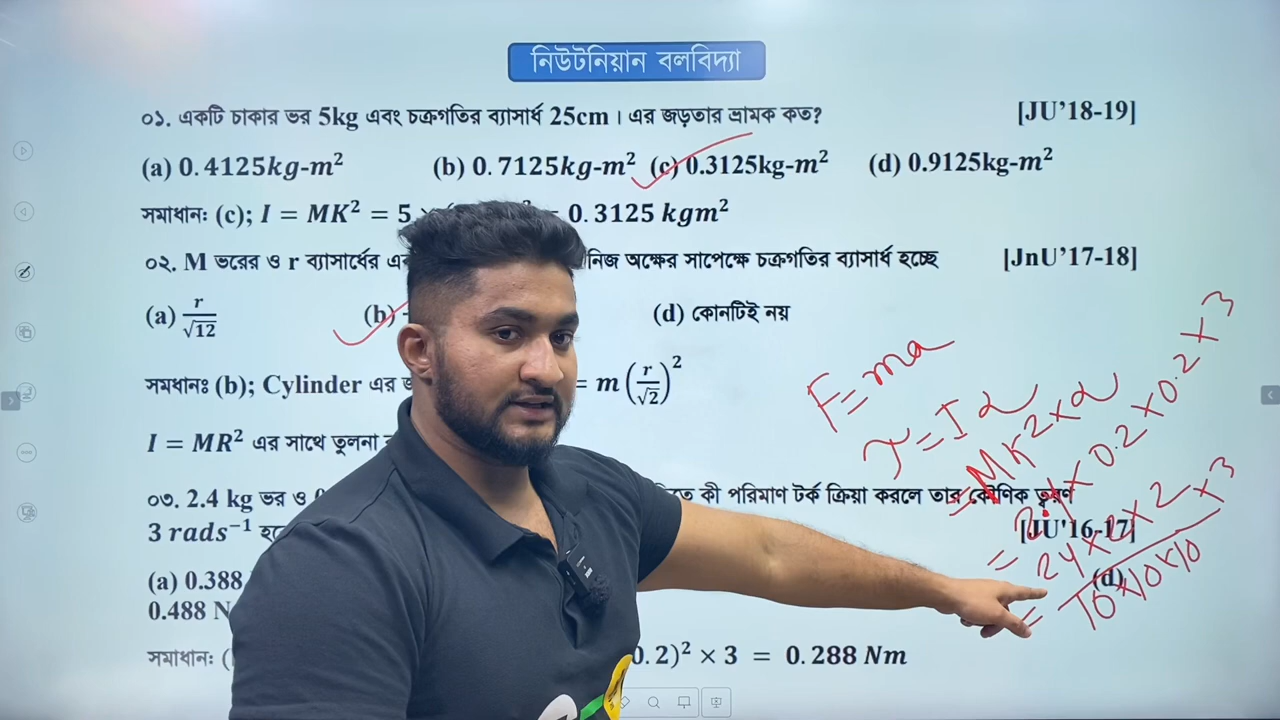 নিউটনিয়ান বলবিদ্যা
০১. একটি চাকার ভর 5kg এবং চক্রগতির ব্যাসার্ধ 25cm। এর জড়তার ভ্রামক কত? [JU’18-19]
(a) 0.4125kg-m² (b) 0.7125kg-m² (c) 0.3125kg-m² (d) 0.9125kg-m²
সমাধানঃ (c); I = MK² = 5 × = 0.3125 kgm²
০২. M ভরের ও r ব্যাসার্ধের নিজ অক্ষের সাপেক্ষে চক্রগতির ব্যাসার্ধ হচ্ছে [JnU’17-18]
(a) r/√12 (b) (d) কোনটিই নয়
সমধানঃ (b); Cylinder এর = m (r/√2)²
I = MR² এর সাথে তুলনা
F = ma
τ = Iα
= MK² × α
= 2.4 × 0.2 × 0.2 × 3
০৩. 2.4 kg ভর ও কী পরিমাণ টর্ক ক্রিয়া করলে তার কৌণিক ত্বরণ
3 rads⁻¹ [JU’16-17]
= 24 × 2 × 2 × 3 / 10 × 10 × 10
(a) 0.388 (d)
0.488 N
সমাধানঃ 0.2)² × 3 = 0.288 Nm